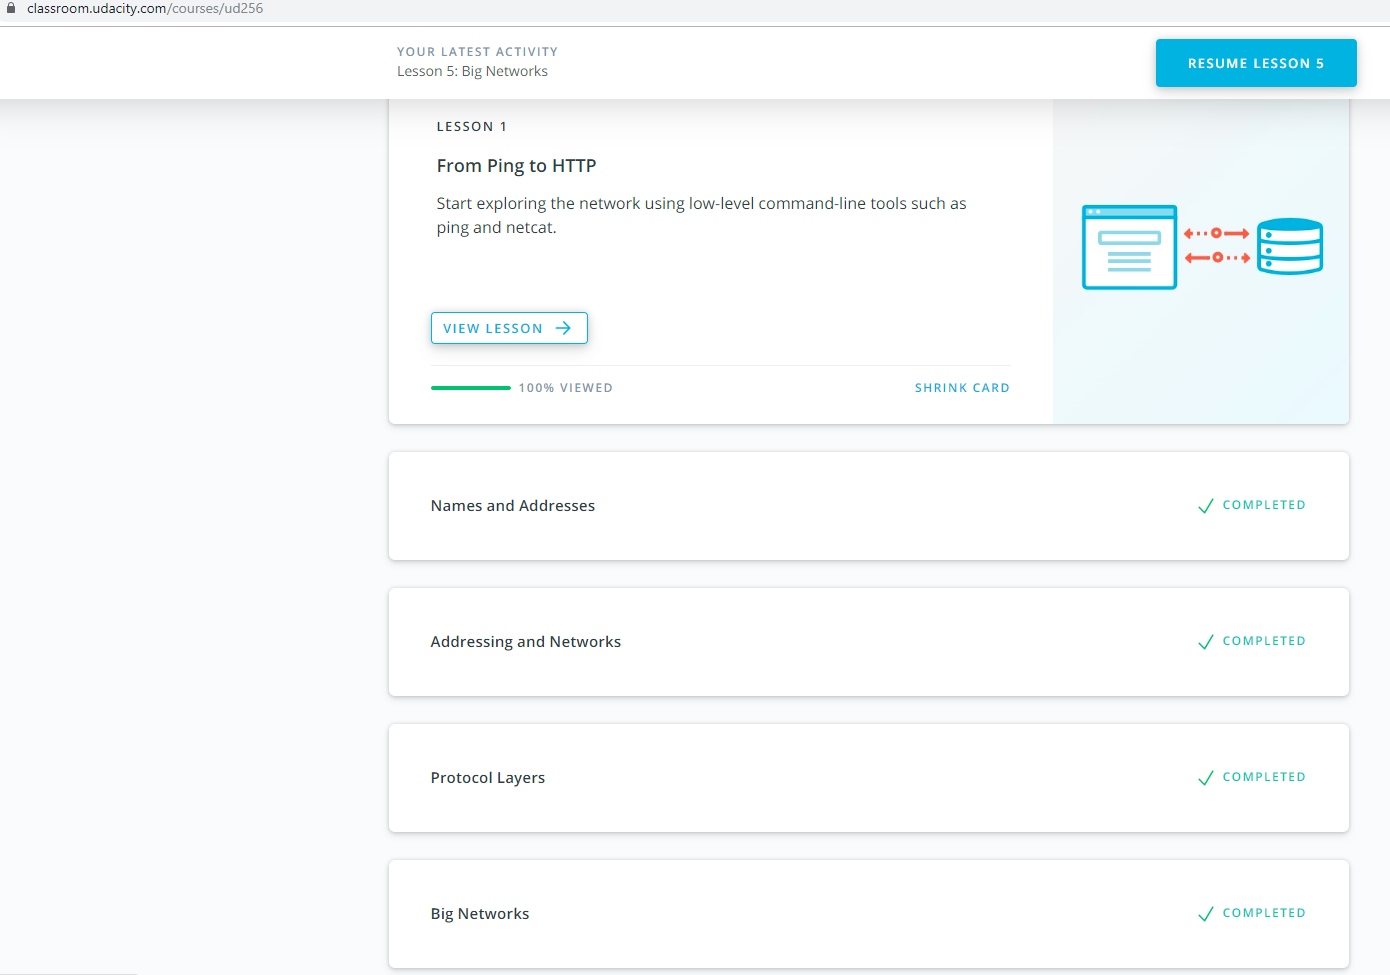 classroom.udacity.com/courses/ud256
YOUR LATEST ACTIVITY
Lesson 5: Big Networks
RESUME LESSON 5
LESSON 1
From Ping to HTTP
Start exploring the network using low-level command-line tools such as
ping and netcat.
VIEW LESSON
100% VIEWED
SHRINK CARD
Names and Addresses
COMPLETED
Addressing and Networks
COMPLETED
Protocol Layers
COMPLETED
Big Networks
COMPLETED